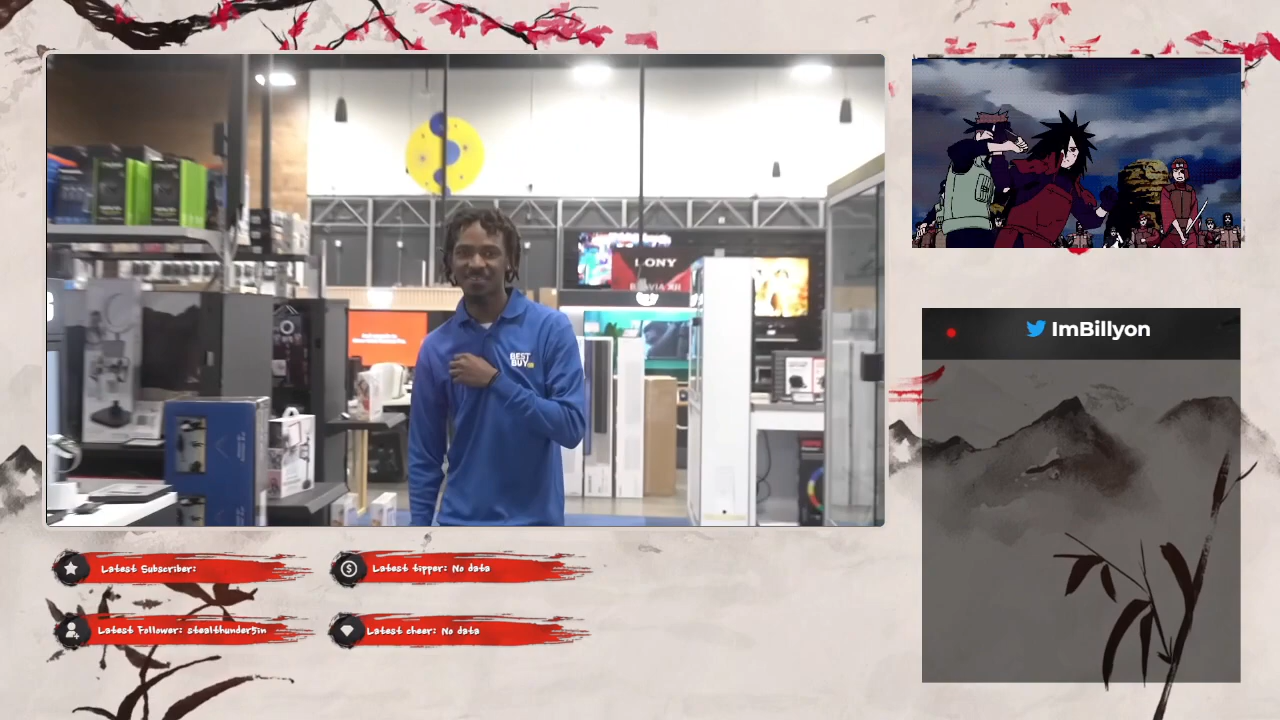 SONY
BEST
BUY
ImBillyon
Latest Subscriber:
Latest tipper: No data
Latest Follower: stealthunder5in
Latest cheer: No data